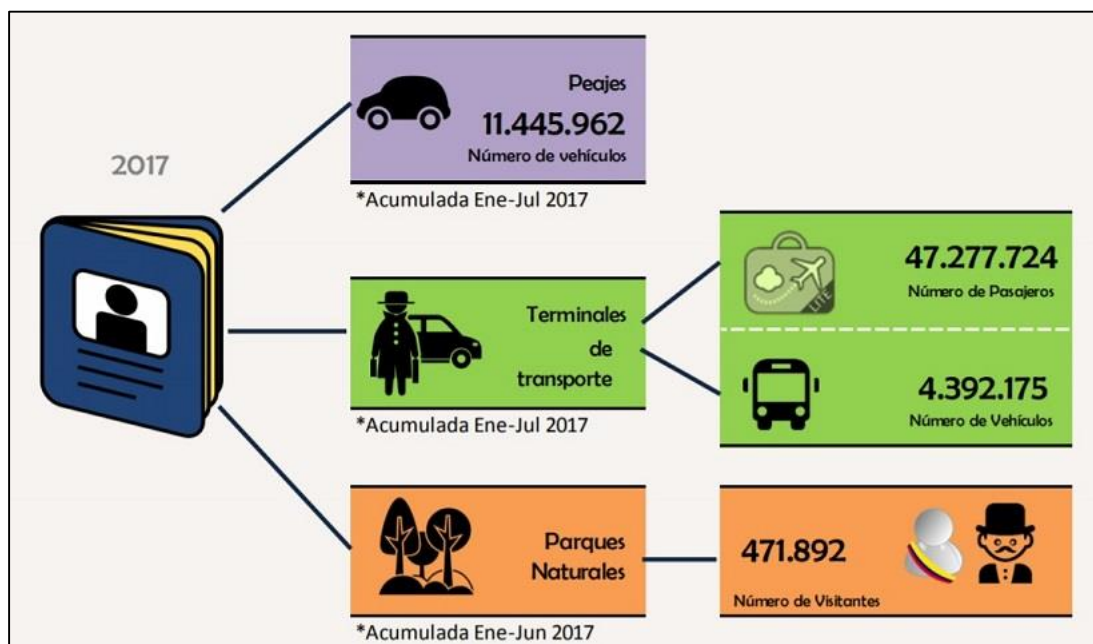 2017
Peajes
11.445.962
Número de vehículos
*Acumulada Ene-Jul 2017
Terminales
de
transporte
*Acumulada Ene-Jul 2017
LITE
47.277.724
Número de Pasajeros
4.392.175
Número de Vehículos
Parques
Naturales
*Acumulada Ene-Jun 2017
471.892
Número de Visitantes